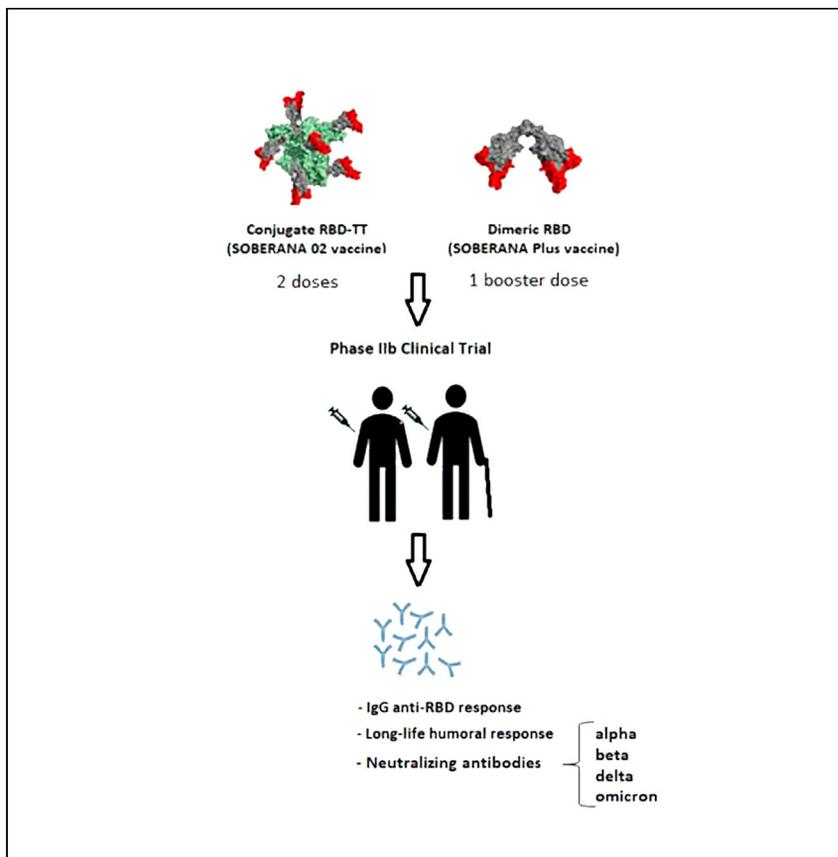 Conjugate RBD-TT
(SOBERANA 02 vaccine)
2 doses
Dimeric RBD
(SOBERANA Plus vaccine)
1 booster dose
Phase IIb Clinical Trial
- IgG anti-RBD response
- Long-life humoral response
- Neutralizing antibodies
alpha
beta
delta
omicron